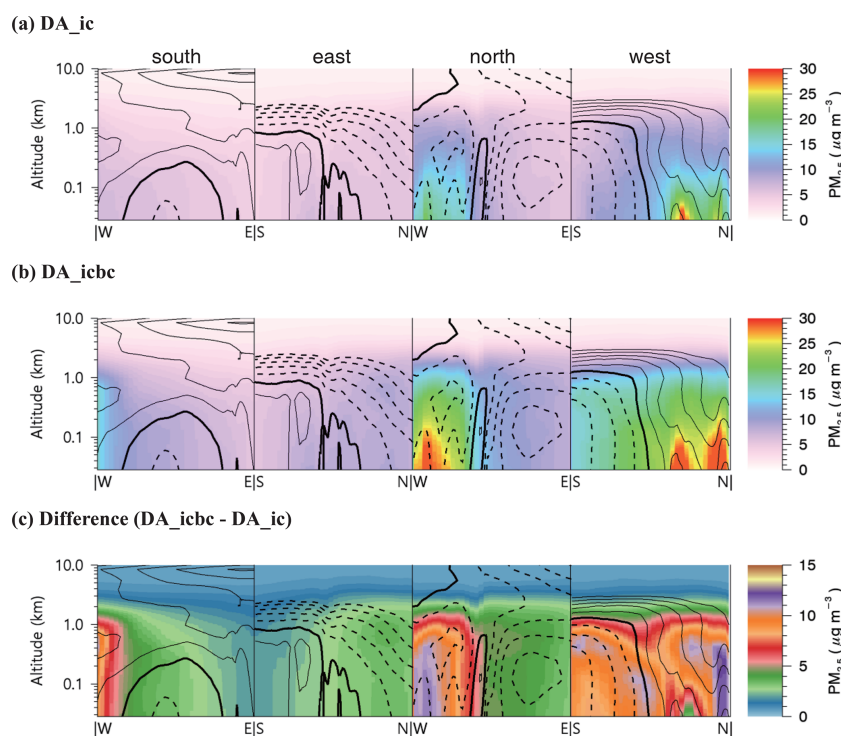 (a) DA_ic
south east north west
10.0
1.0
0.1
Altitude (km)
|W E|S N|W E|S N|
30
25
20
15
10
5
0
PM2.5 (μg m−3)
(b) DA_icbc
10.0
1.0
0.1
Altitude (km)
|W E|S N|W E|S N|
30
25
20
15
10
5
0
PM2.5 (μg m−3)
(c) Difference (DA_icbc - DA_ic)
10.0
1.0
0.1
Altitude (km)
|W E|S N|W E|S N|
15
10
5
0
PM2.5 (μg m−3)